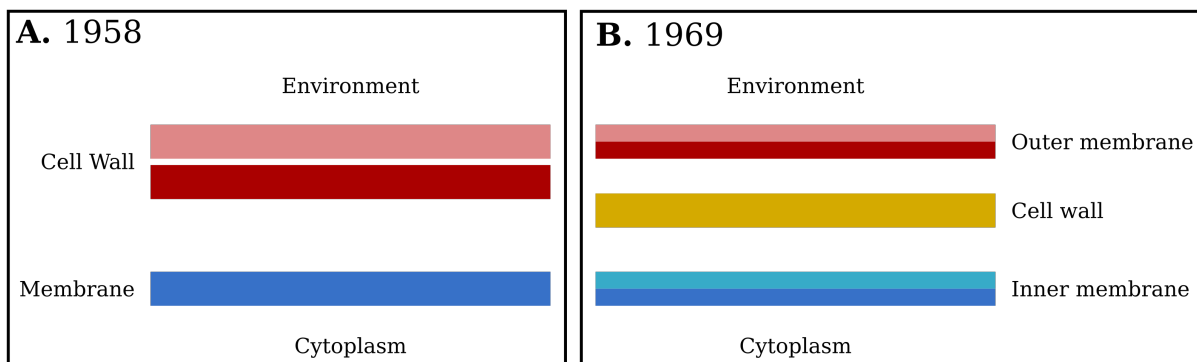 A. 1958
Environment
Cell Wall
Membrane
Cytoplasm
B. 1969
Environment
Outer membrane
Cell wall
Inner membrane
Cytoplasm